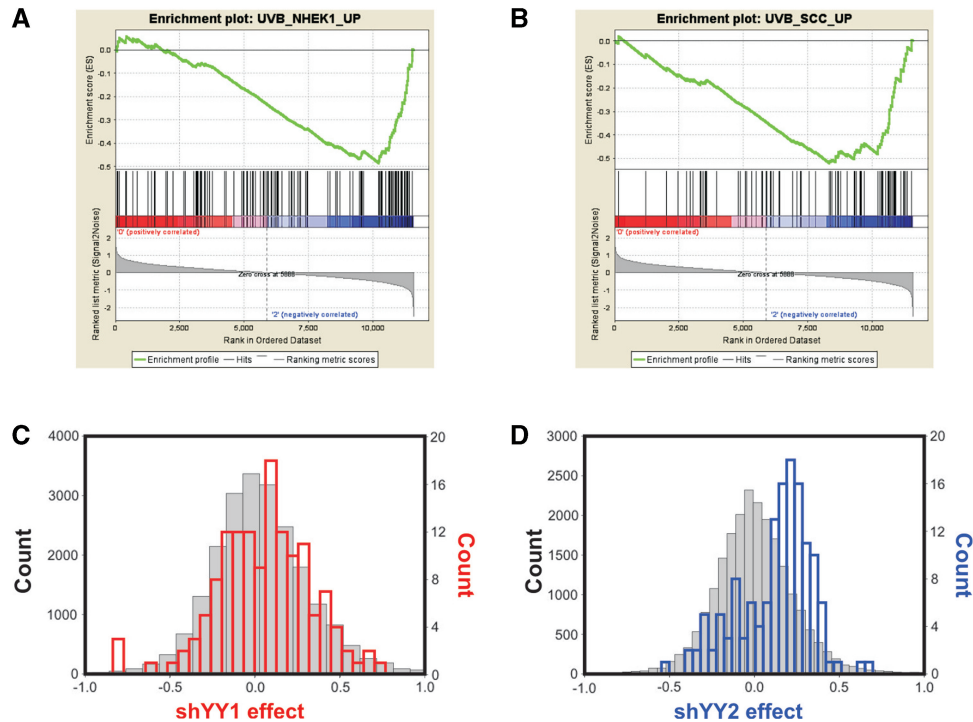 A
Enrichment plot: UVB_NHEK1_UP
Enrichment score (ES)
0.0
-0.1
-0.2
-0.3
-0.4
-0.5
'0' (positively correlated)
Ranked list metric (Signal2Noise)
2
1
0
-1
-2
Zero cross at 5888
'2' (negatively correlated)
0 2,500 5,000 7,500 10,000
Rank in Ordered Dataset
Enrichment profile Hits Ranking metric scores
B
Enrichment plot: UVB_SCC_UP
Enrichment score (ES)
0.0
-0.1
-0.2
-0.3
-0.4
-0.5
'0' (positively correlated)
Ranked list metric (Signal2Noise)
2
1
0
-1
-2
Zero cross at 5888
'2' (negatively correlated)
0 2,500 5,000 7,500 10,000
Rank in Ordered Dataset
Enrichment profile Hits Ranking metric scores
C
Count
4000
3000
2000
1000
0
20
16
12
8
4
0
Count
-1.0 -0.5 0.0 0.5 1.0
shYY1 effect
D
Count
3000
2500
2000
1500
1000
500
0
20
16
12
8
4
0
Count
-1.0 -0.5 0.0 0.5 1.0
shYY2 effect